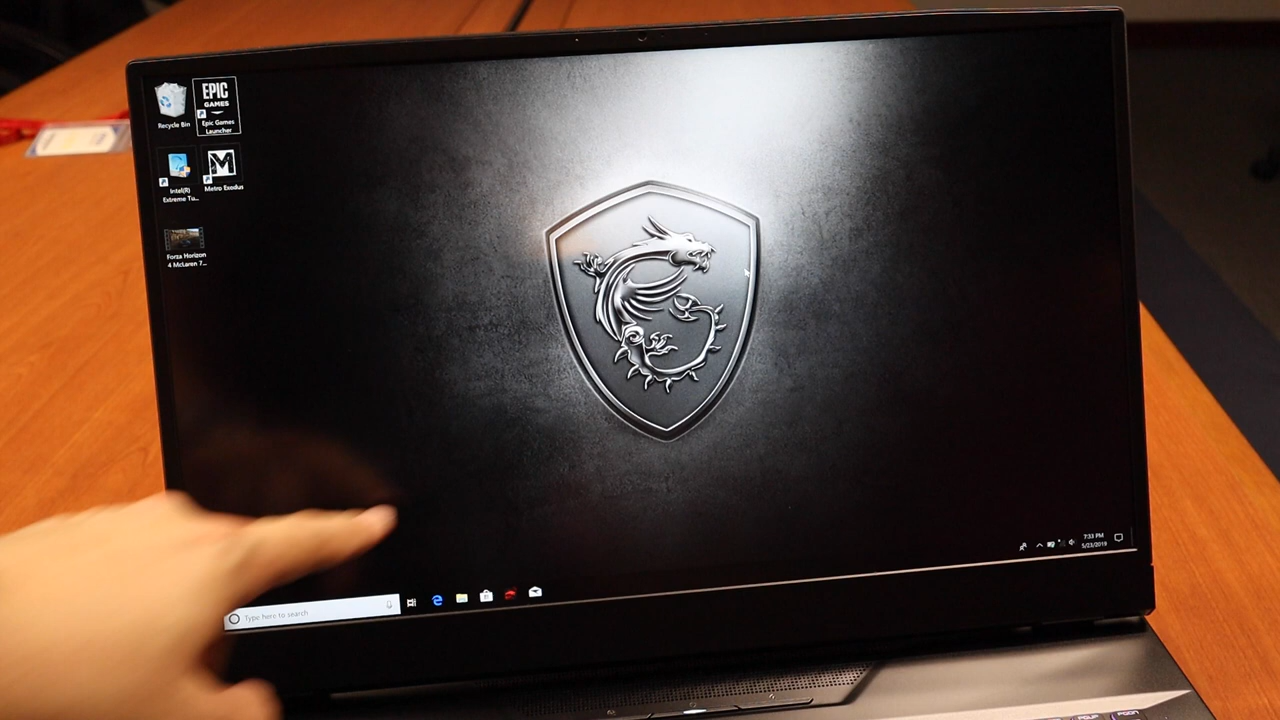 EPIC
GAMES
Recycle Bin
Epic Games
Launcher
Intel(R)
Extreme Tu...
Metro Exodus
Forza Horizon
4 McLaren 7...
7:33 PM
5/23/2019
Type here to search